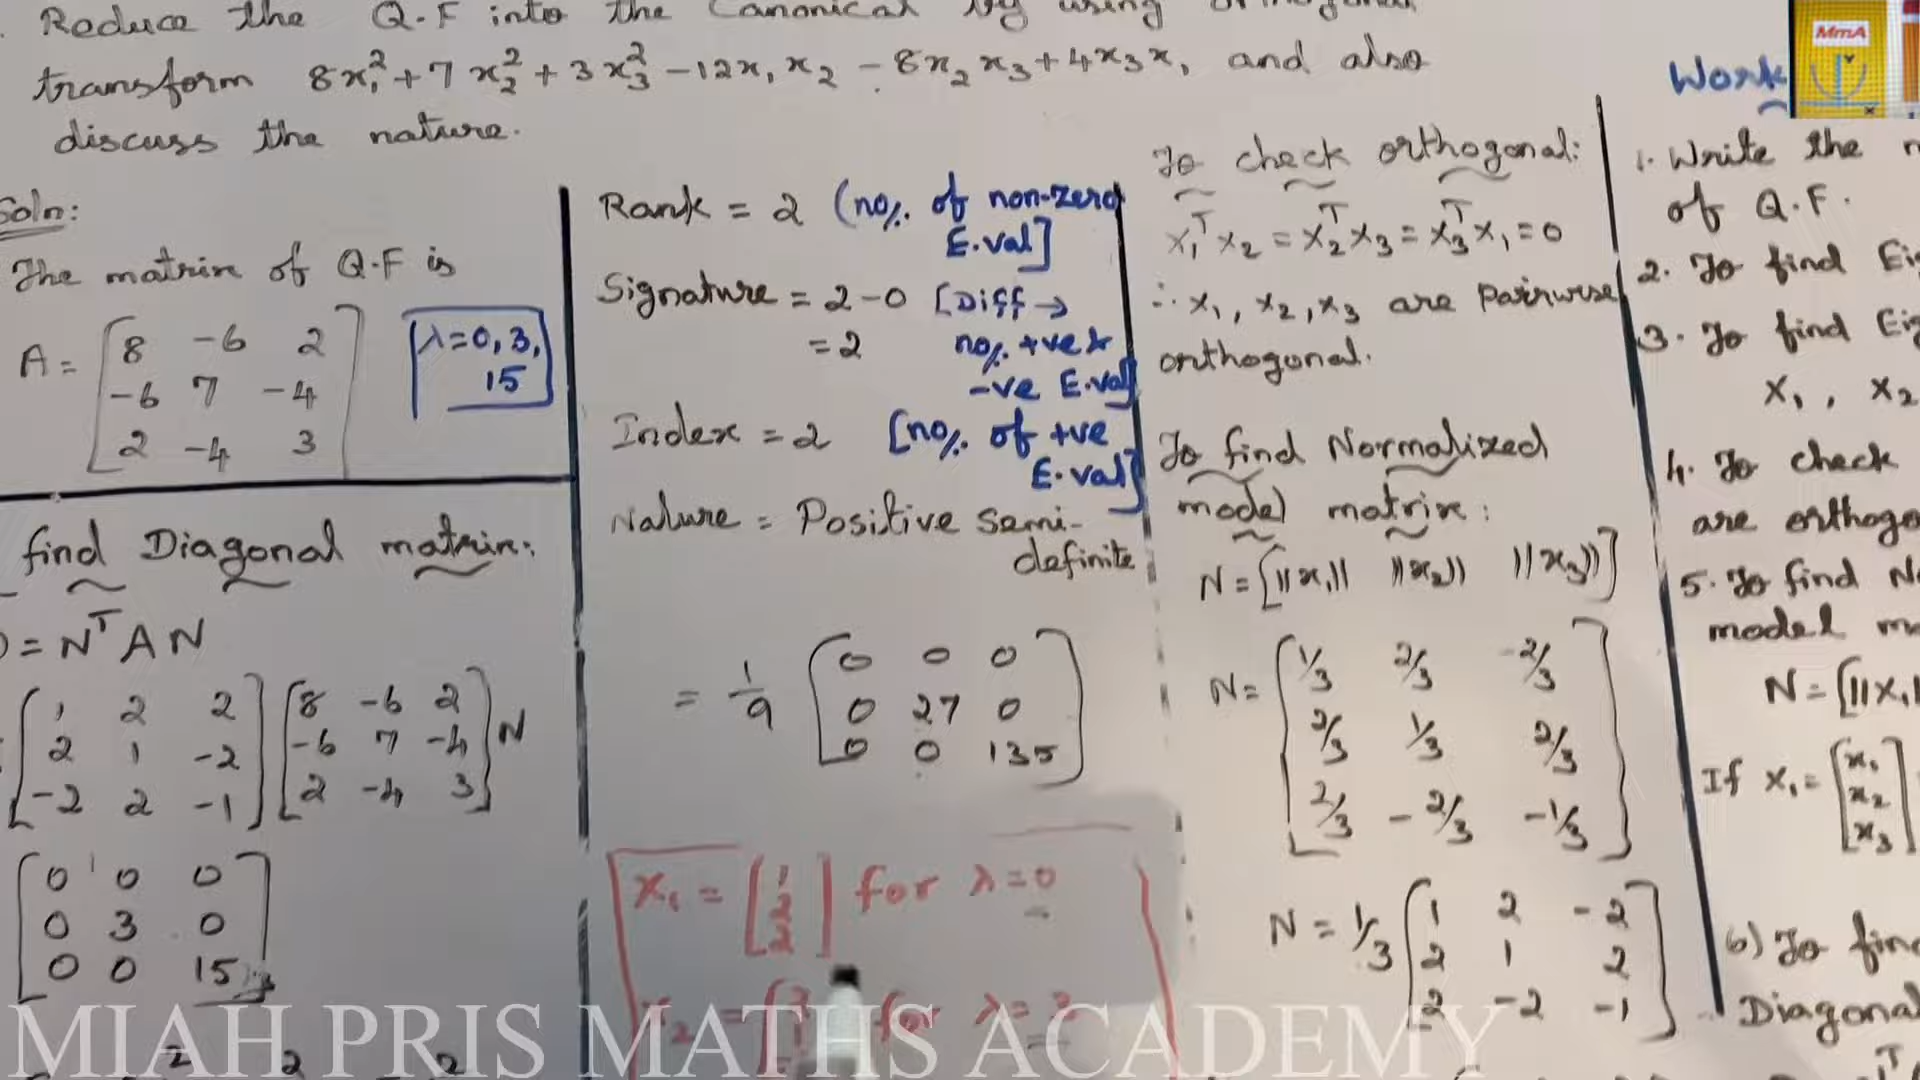 Reduce the Q.F into the Canonical by using orthogonal
transform 8x₁²+7x₂²+3x₃²-12x₁x₂-8x₂x₃+4x₃x₁ and also
discuss the nature.
Soln:
The matrix of Q.F is
A = [8 -6 2
-6 7 -4
2 -4 3]
λ=0, 3,
15
find Diagonal matrix:
D = NᵀAN
[1 2 2] [8 -6 2]
[2 1 -2] [-6 7 -4] N
[-2 2 -1] [2 -4 3]
[0 0 0
0 3 0
0 0 15]
Rank = 2 (no/. of non-zero
E.val]
Signature = 2-0 [Diff →
= 2 no/. +ve &
-ve E.val]
Index = 2 [no/. of +ve
E.val]
Nature = Positive Semi-
definite
= 1/9 [0 0 0
0 27 0
0 0 135]
X₁ = [1 2 2] for λ=0
for λ=3
To check orthogonal:
X₁ᵀX₂ = X₂ᵀX₃ = X₃ᵀX₁ = 0
∴ X₁, X₂, X₃ are Pairwise
orthogonal.
To find Normalized
model matrix:
N = [||X₁|| ||X₂|| ||X₃||]
N = [1/3 2/3 -2/3
2/3 1/3 2/3
2/3 -2/3 -1/3]
N = 1/3 [1 2 -2
2 1 2
2 -2 -1]
MmA
Work
1. Write the
of Q.F.
2. To find
3. To find
X₁, X₂
4. To check
are
5. To find
model
N = [||X₁
If X₁ = [x₁
x₂
x₃]
6) To
Diagonal
MIAH PRIS MATHS ACADEMY